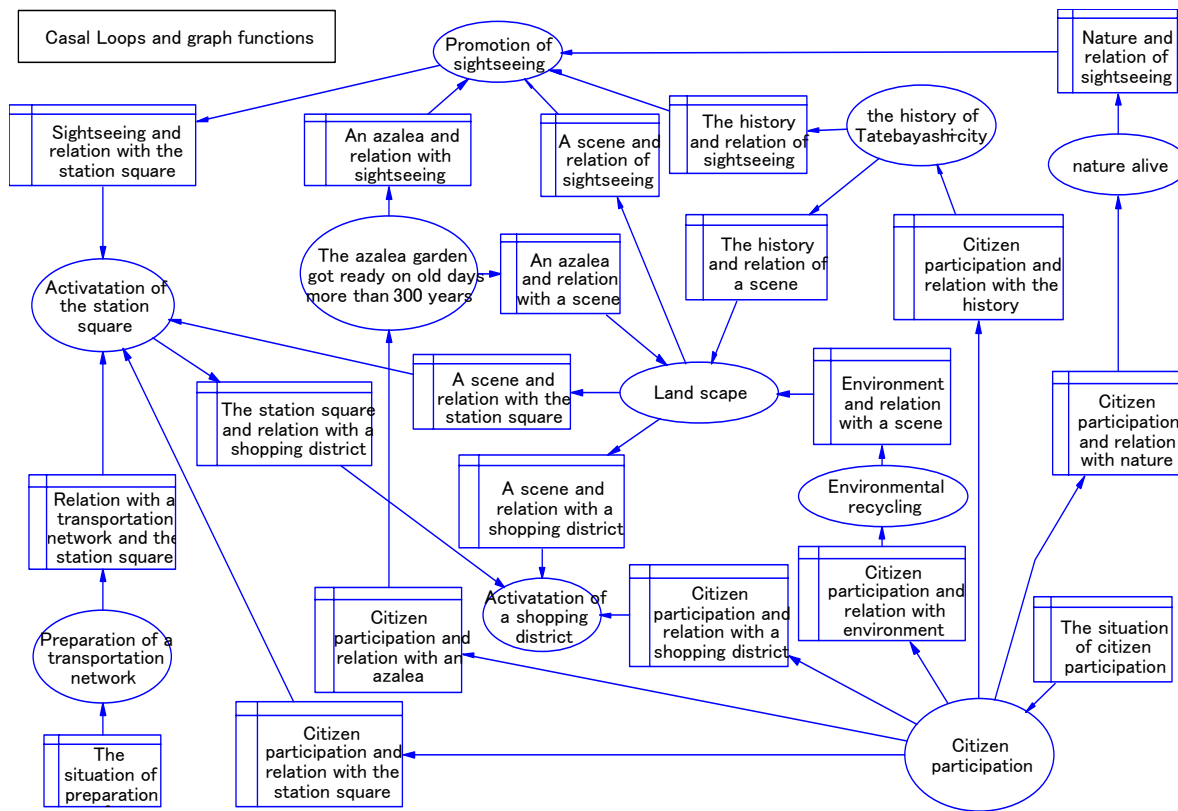 Casal Loops and graph functions
Promotion of
sightseeing
Nature and
relation of
sightseeing
Sightseeing and
relation with the
station square
An azalea and
relation with
sightseeing
A scene and
relation of
sightseeing
The history
and relation of
sightseeing
the history of
Tatebayashi-city
nature alive
The azalea garden
got ready on old days
more than 300 years
An azalea
and relation
with a scene
The history
and relation of
a scene
Citizen
participation and
relation with the
history
Activatation of
the station
square
The station square
and relation with a
shopping district
A scene and
relation with the
station square
Land scape
Environment
and relation
with a scene
Citizen
participation
and relation
with nature
Relation with a
transportation
network and the
station square
A scene and
relation with a
shopping district
Environmental
recycling
Preparation of a
transportation
network
Citizen
participation and
relation with an
azalea
Activatation of
a shopping
district
Citizen
participation and
relation with a
shopping district
Citizen
participation and
relation with
environment
The situation
of citizen
participation
The
situation of
preparation
Citizen
participation and
relation with the
station square
Citizen
participation